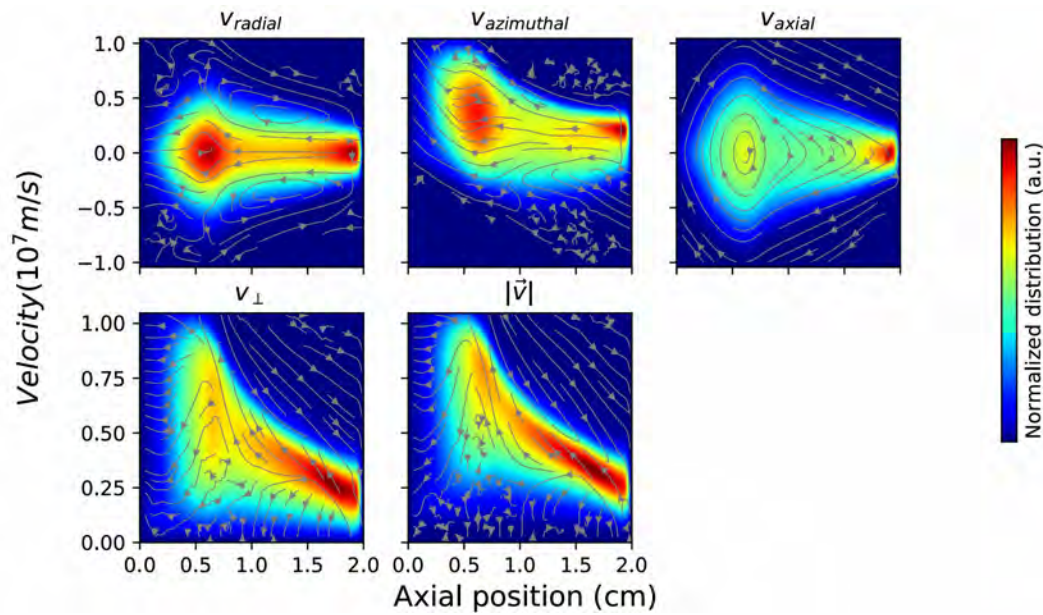 v_radial v_azimuthal v_axial
1.0
0.5
0.0
−0.5
−1.0
v_⊥ |v⃗|
1.00
0.75
0.50
0.25
0.00
0.0 0.5 1.0 1.5 2.0 0.0 0.5 1.0 1.5 2.0
Axial position (cm)
Velocity(10^7 m/s)
Normalized distribution (a.u.)